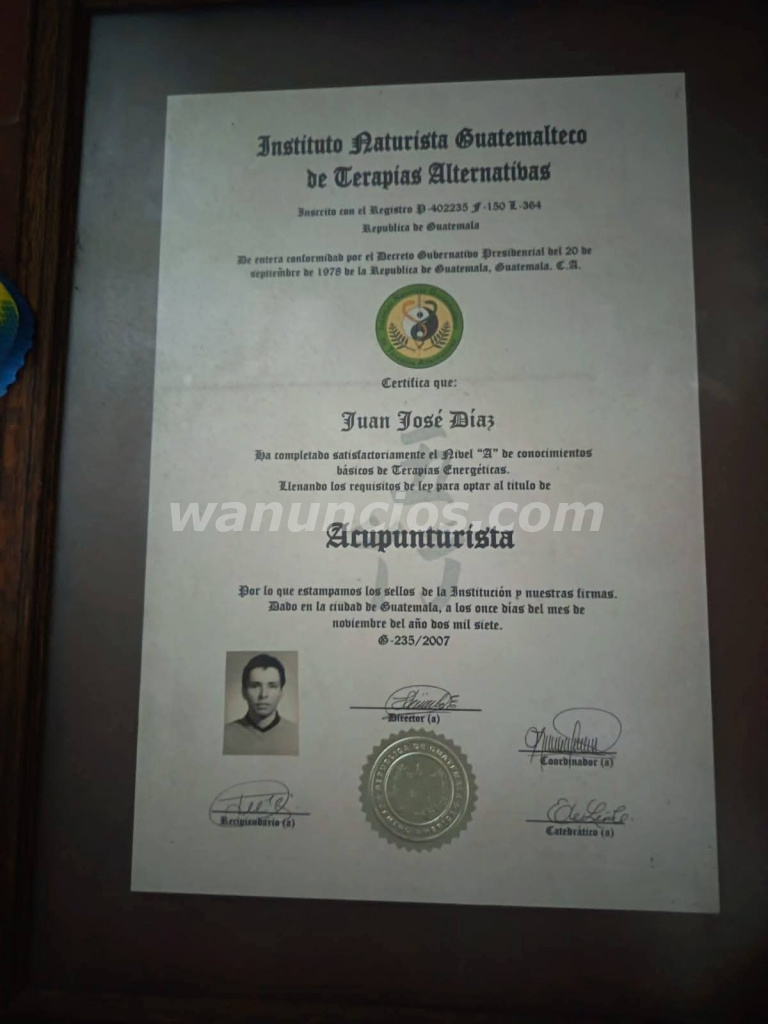 Instituto Naturista Guatemalteco
de Terapias Alternativas
Inscrito con el Registro P-402235 F-150 L-364
Republica de Guatemala
De entera conformidad por el Decreto Gubernativo Presidencial del 20 de
septiembre de 1978 de la Republica de Guatemala, Guatemala. C.A.
Certifica que:
Juan José Díaz
Ha completado satisfactoriamente el Nivel "A" de conocimientos
básicos de Terapias Energéticas.
Llenando los requisitos de ley para optar al titulo de
wanuncios.com
Acupunturista
Por lo que estampamos los sellos de la Institución y nuestras firmas.
Dado en la ciudad de Guatemala, a los once días del mes de
noviembre del año dos mil siete.
G-235/2007
Director (a)
Coordinador (a)
REPUBLICA DE GUATEMALA
Recipiendario (a)
Catedrático (a)